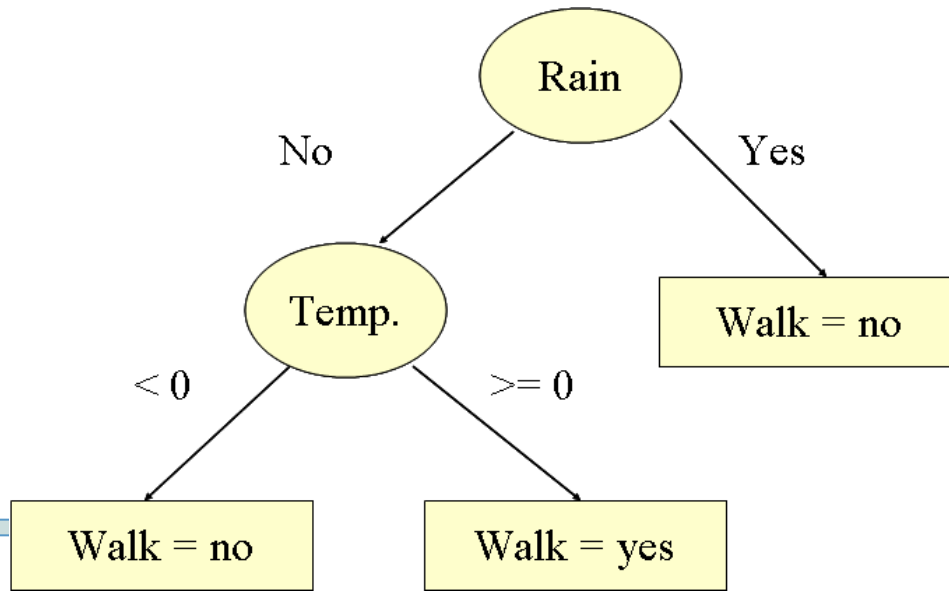 Rain
No
Yes
Temp.
Walk = no
< 0
>= 0
Walk = no
Walk = yes